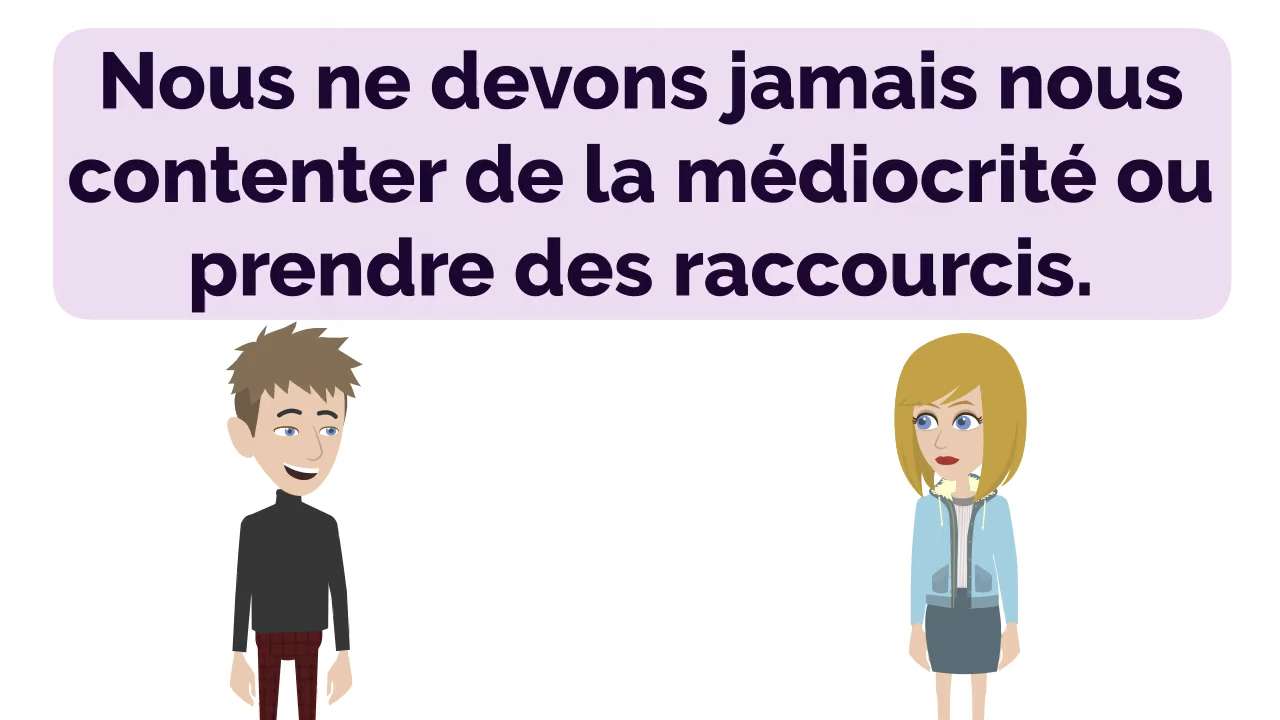 Nous ne devons jamais nous
contenter de la médiocrité ou
prendre des raccourcis.